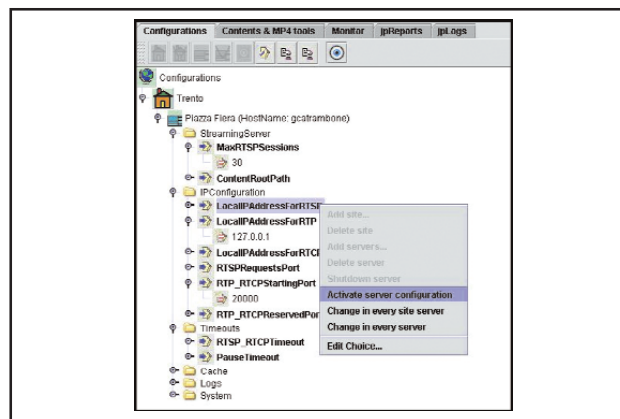 Configurations Contents & MP4 tools Monitor jpReports jpLogs
Configurations
Trento
Piazza Fiera (HostName: gcatrambone)
StreamingServer
MaxRTSPSessions
30
ContentRootPath
IPConfiguration
LocalIPAddressForRTSP
Add site...
LocalIPAddressForRTP
Delete site
127.0.0.1
Add servers...
LocalIPAddressForRTCP
Delete server
RTSPRequestsPort
Shutdown server
RTP_RTCPStartingPort
Activate server configuration
20000
Change in every site server
RTP_RTCPReservedPor
Change in every server
Timeouts
RTSP_RTCPTimeout
Edit Choice...
PauseTimeout
Cache
Logs
System